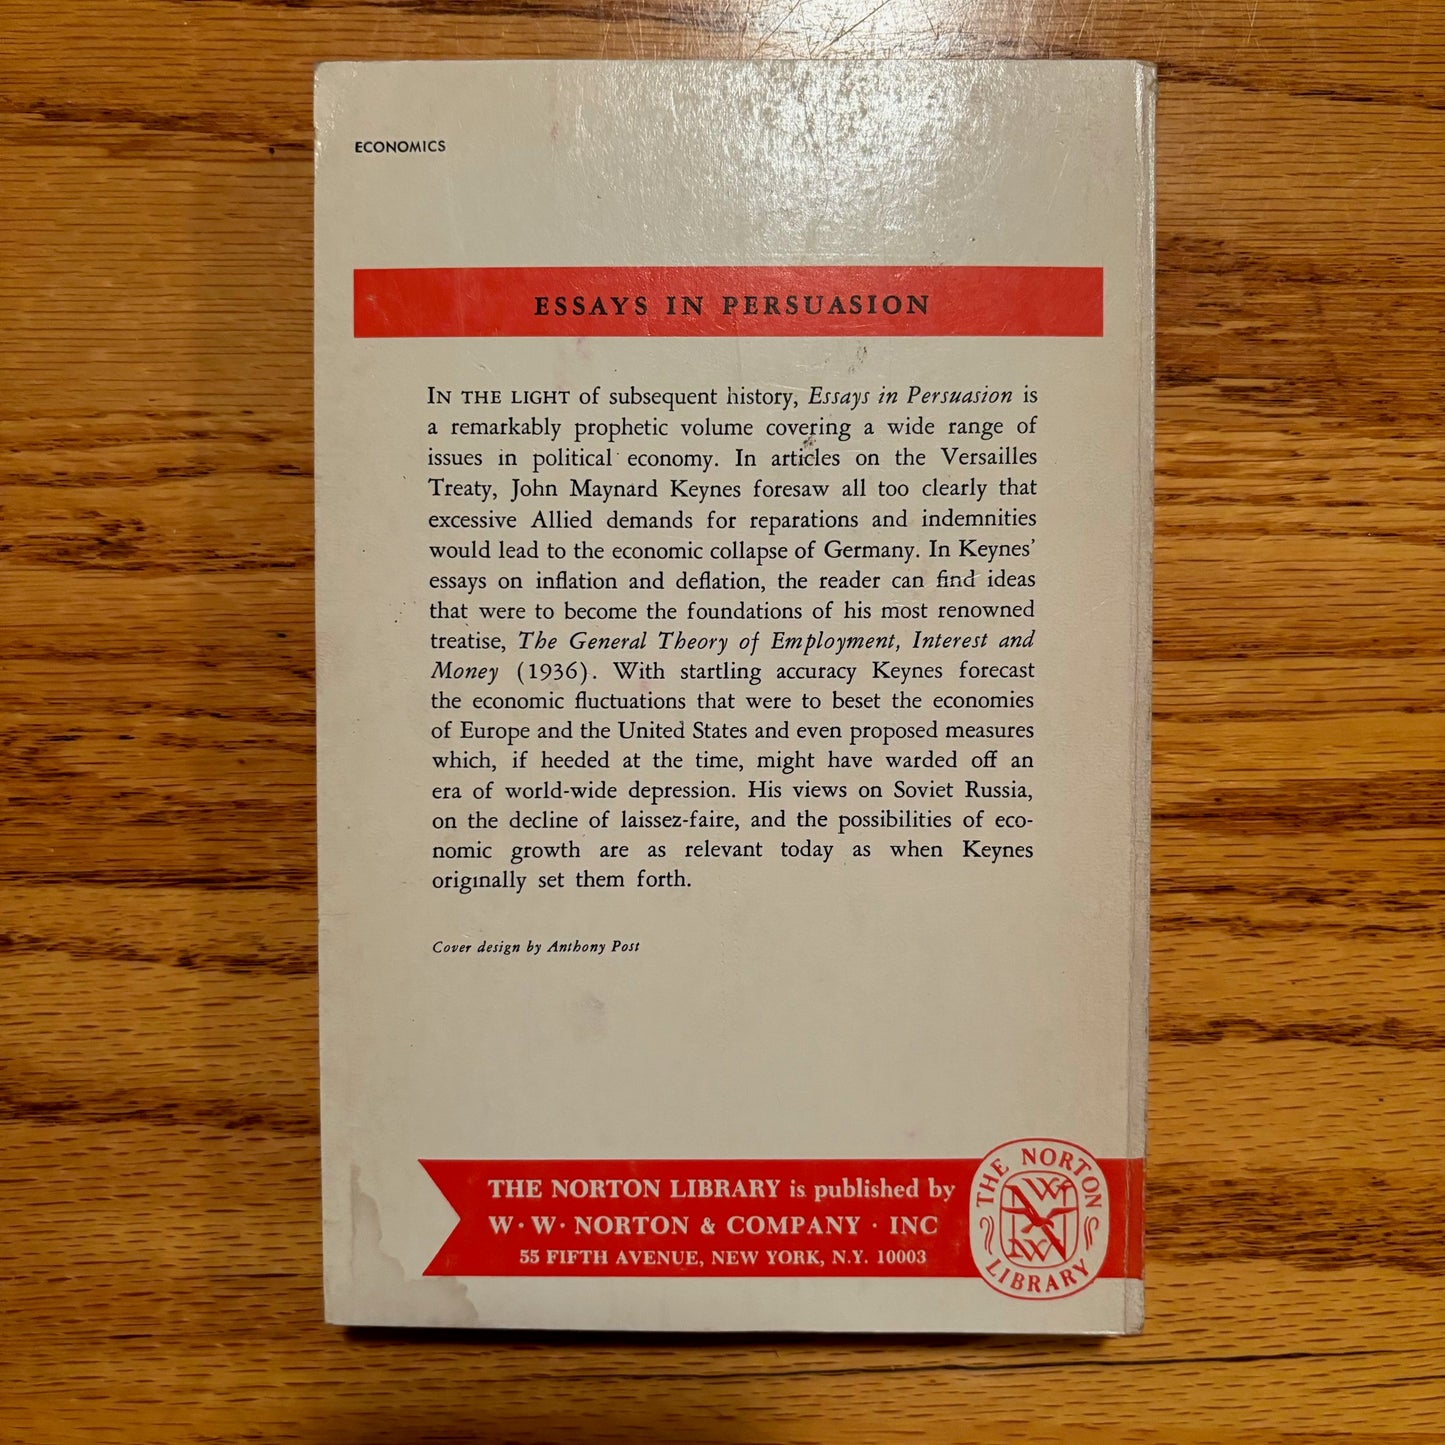 ECONOMICS
ESSAYS IN PERSUASION
IN THE LIGHT of subsequent history, Essays in Persuasion is
a remarkably prophetic volume covering a wide range of
issues in political economy. In articles on the Versailles
Treaty, John Maynard Keynes foresaw all too clearly that
excessive Allied demands for reparations and indemnities
would lead to the economic collapse of Germany. In Keynes'
essays on inflation and deflation, the reader can find ideas
that were to become the foundations of his most renowned
treatise, The General Theory of Employment, Interest and
Money (1936). With startling accuracy Keynes forecast
the economic fluctuations that were to beset the economies
of Europe and the United States and even proposed measures
which, if heeded at the time, might have warded off an
era of world-wide depression. His views on Soviet Russia,
on the decline of laissez-faire, and the possibilities of eco-
nomic growth are as relevant today as when Keynes
originally set them forth.
Cover design by Anthony Post
THE NORTON LIBRARY is published by
W · W · NORTON & COMPANY · INC
55 FIFTH AVENUE, NEW YORK, N.Y. 10003
THE NORTON
LIBRARY